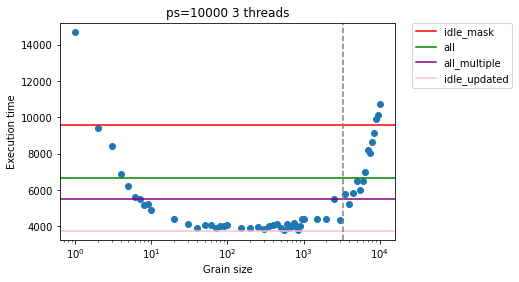 ps=10000 3 threads
idle_mask
all
all_multiple
idle_updated
Execution time
14000
12000
10000
8000
6000
4000
10⁰
10¹
10²
10³
10⁴
Grain size